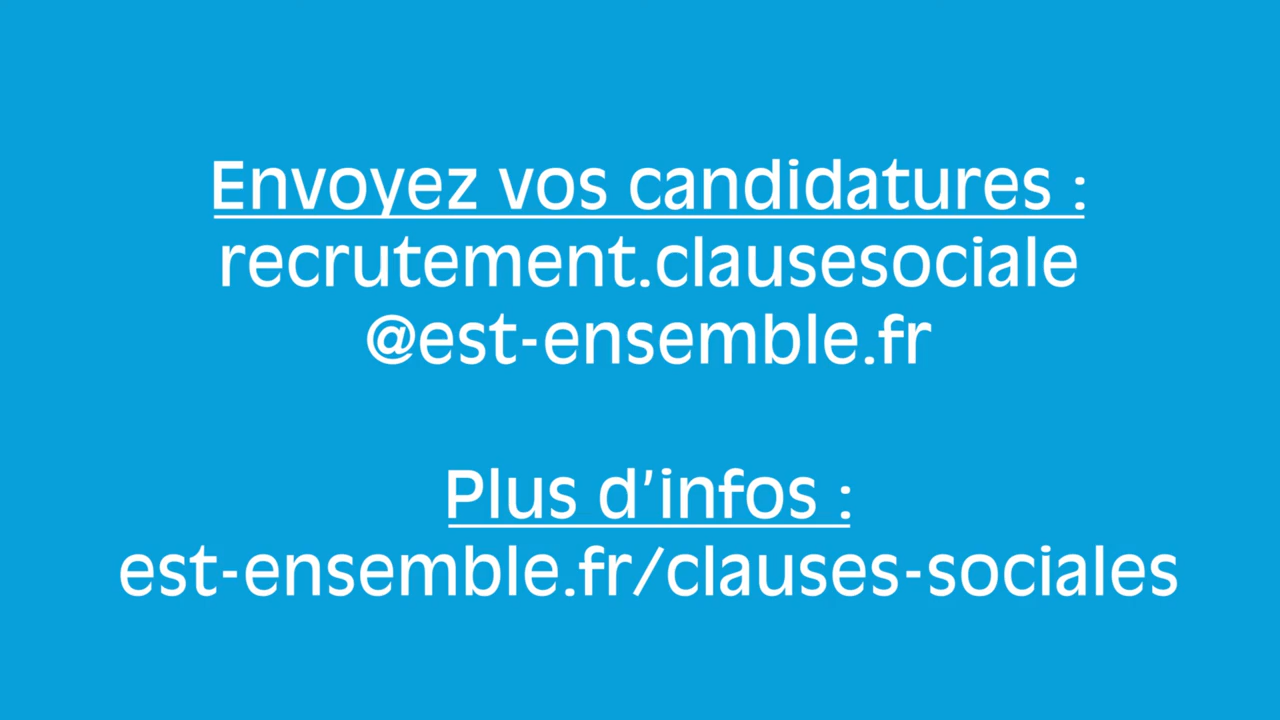 Envoyez vos candidatures :
recrutement.clausesociale
@est-ensemble.fr
Plus d’infos :
est-ensemble.fr/clauses-sociales